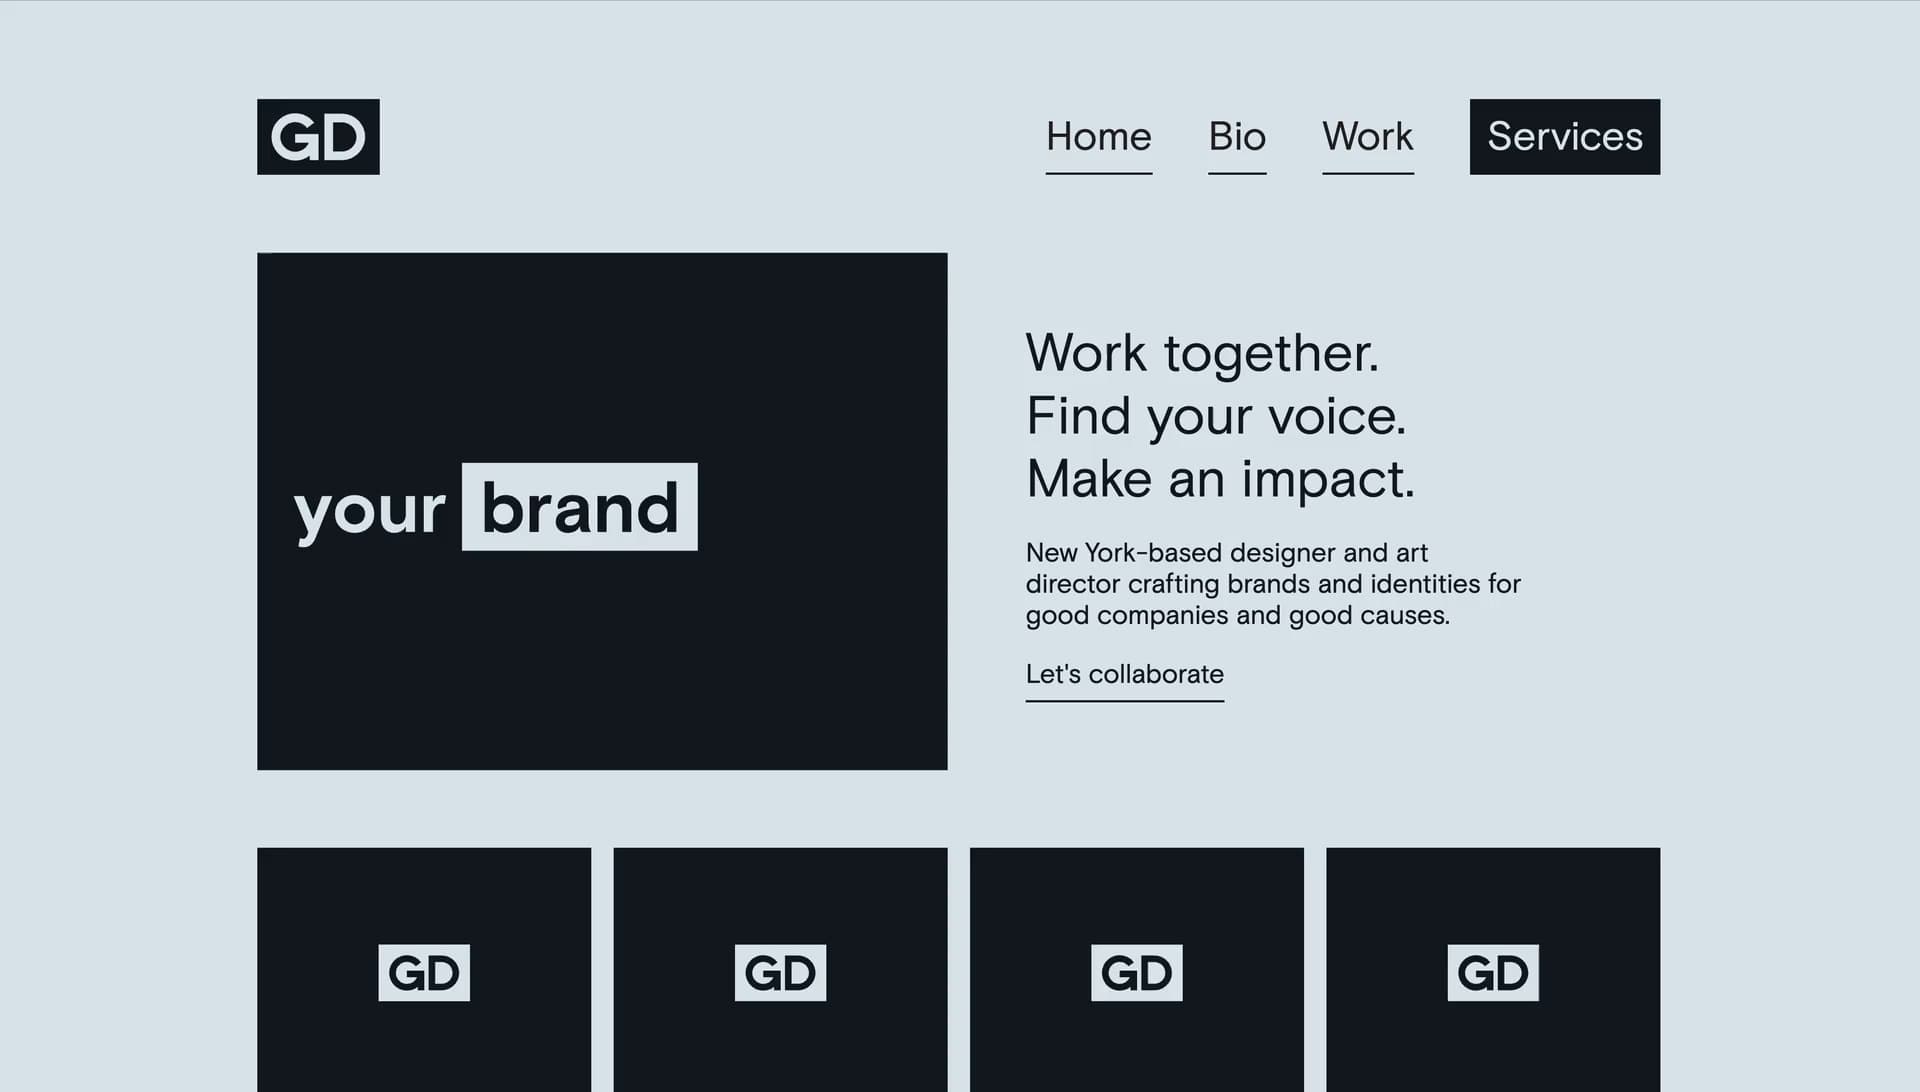 GD
Home Bio Work Services
your brand
Work together.
Find your voice.
Make an impact.
New York-based designer and art
director crafting brands and identities for
good companies and good causes.
Let's collaborate
GD GD GD GD